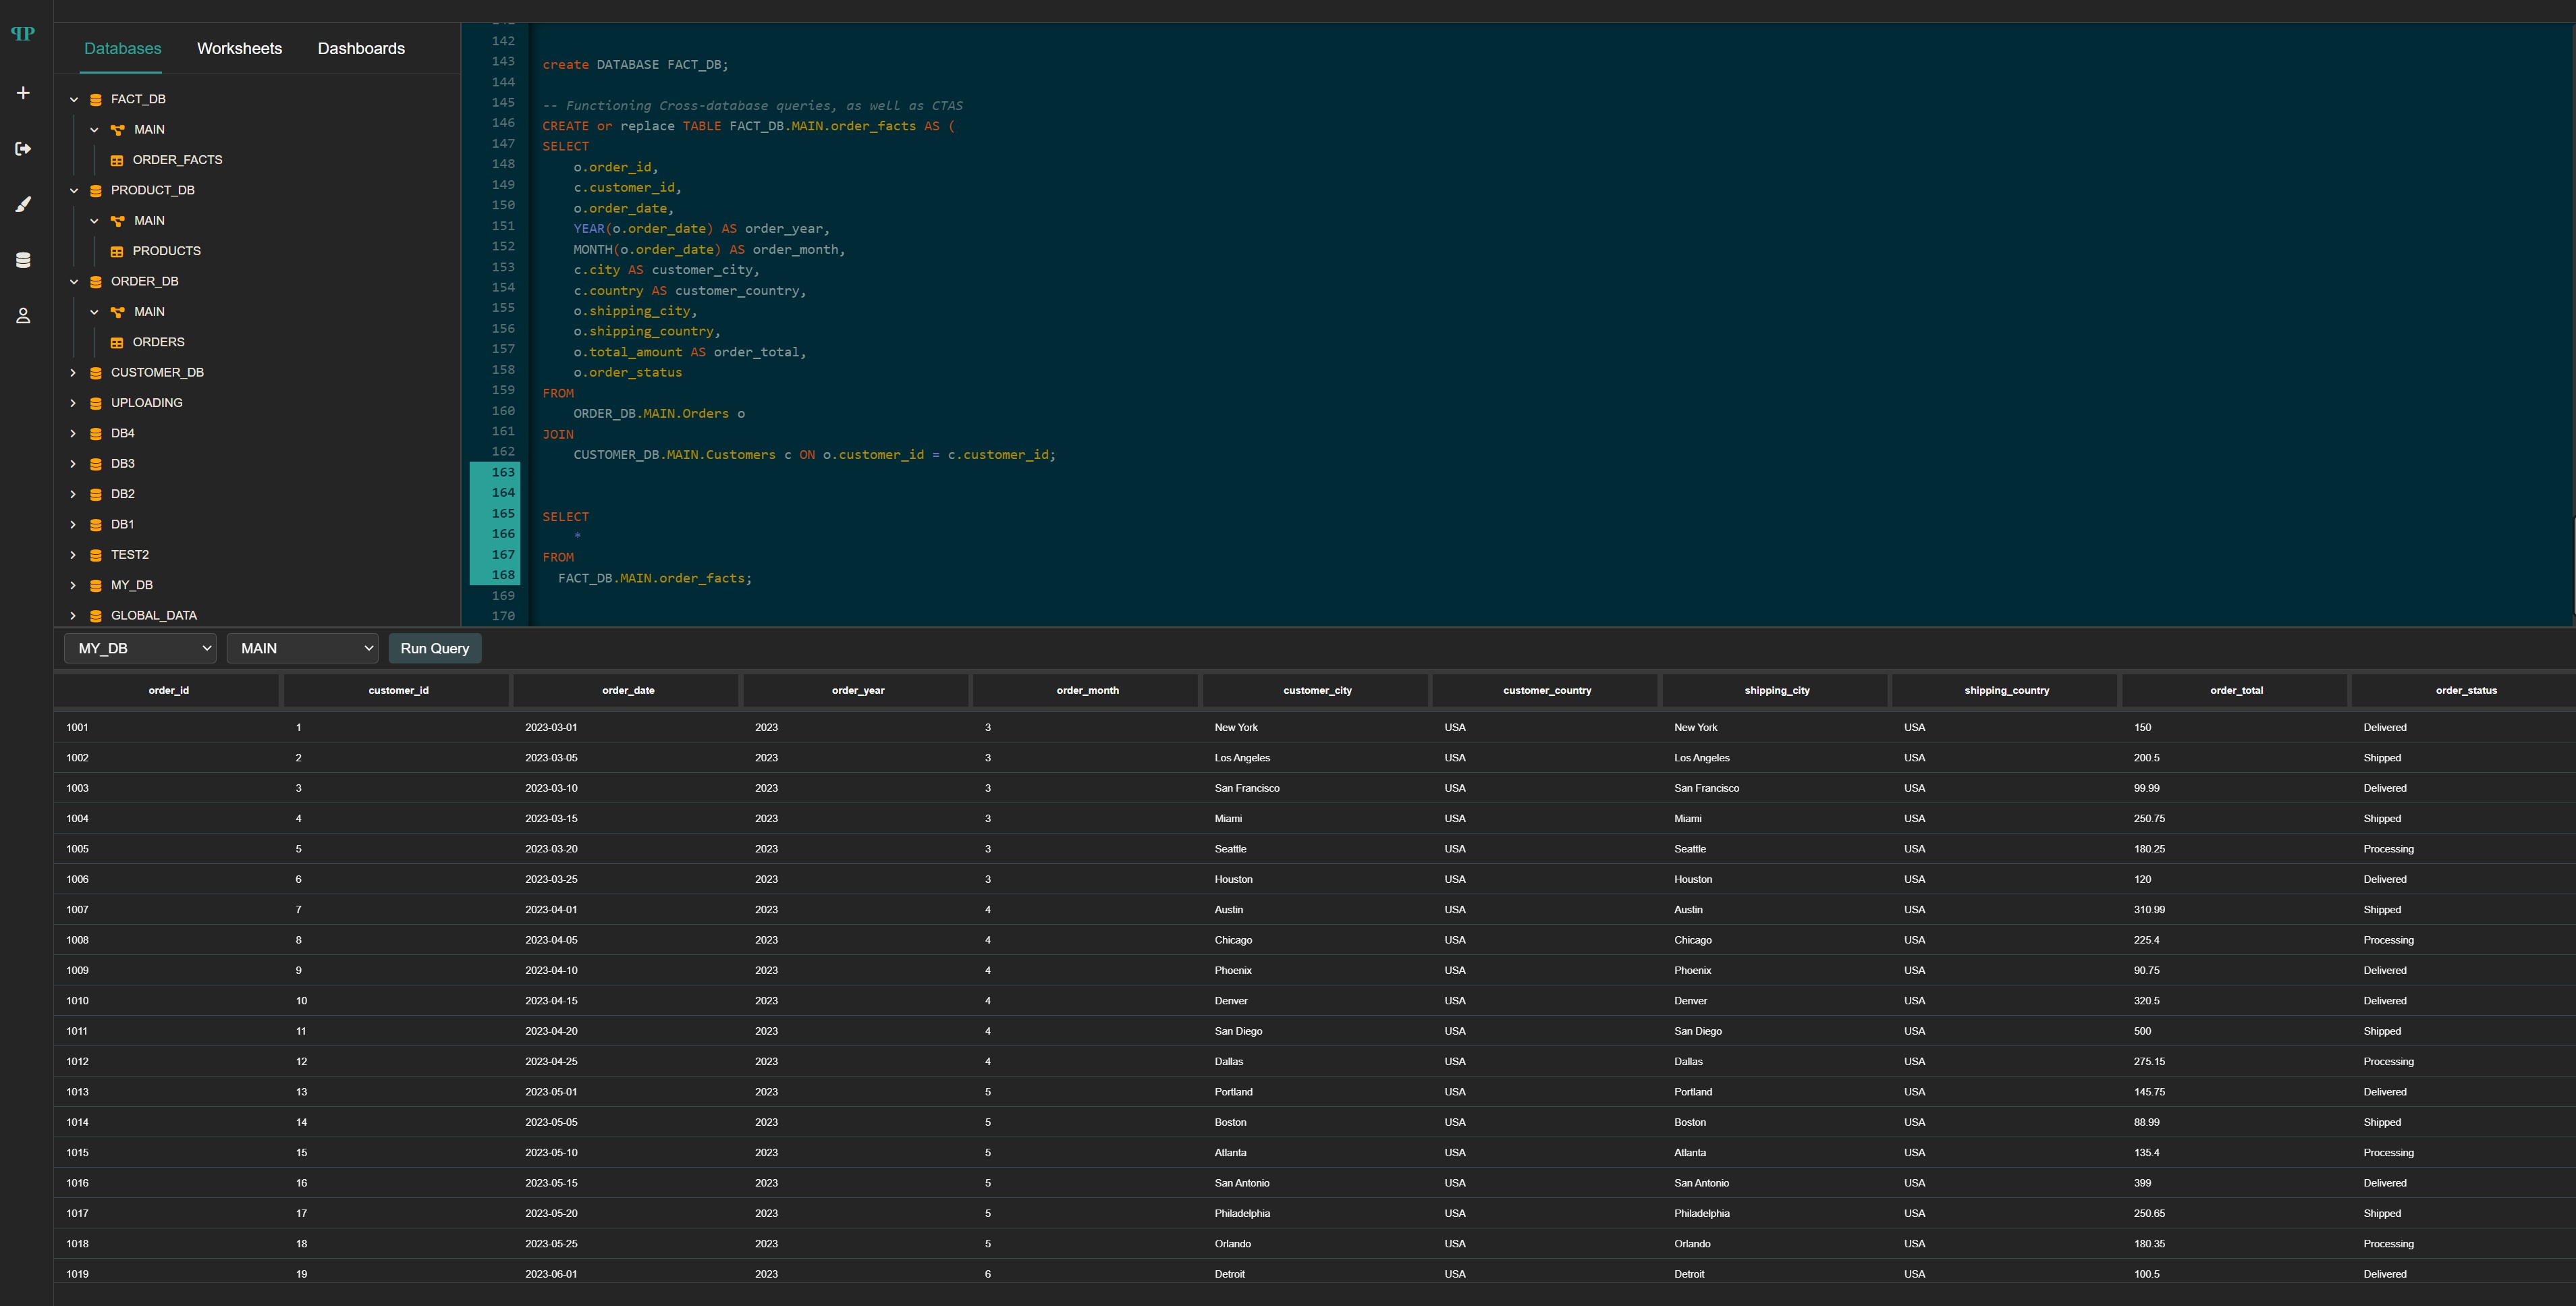 ꟼP
Databases Worksheets Dashboards
FACT_DB
MAIN
ORDER_FACTS
PRODUCT_DB
MAIN
PRODUCTS
ORDER_DB
MAIN
ORDERS
CUSTOMER_DB
UPLOADING
DB4
DB3
DB2
DB1
TEST2
MY_DB
GLOBAL_DATA
142
143 create DATABASE FACT_DB;
144
145 -- Functioning Cross-database queries, as well as CTAS
146 CREATE or replace TABLE FACT_DB.MAIN.order_facts AS (
147 SELECT
148 o.order_id,
149 c.customer_id,
150 o.order_date,
151 YEAR(o.order_date) AS order_year,
152 MONTH(o.order_date) AS order_month,
153 c.city AS customer_city,
154 c.country AS customer_country,
155 o.shipping_city,
156 o.shipping_country,
157 o.total_amount AS order_total,
158 o.order_status
159 FROM
160 ORDER_DB.MAIN.Orders o
161 JOIN
162 CUSTOMER_DB.MAIN.Customers c ON o.customer_id = c.customer_id;
163
164
165 SELECT
166 *
167 FROM
168 FACT_DB.MAIN.order_facts;
169
170
MY_DB MAIN Run Query
order_id customer_id order_date order_year order_month customer_city customer_country shipping_city shipping_country order_total order_status
1001 1 2023-03-01 2023 3 New York USA New York USA 150 Delivered
1002 2 2023-03-05 2023 3 Los Angeles USA Los Angeles USA 200.5 Shipped
1003 3 2023-03-10 2023 3 San Francisco USA San Francisco USA 99.99 Delivered
1004 4 2023-03-15 2023 3 Miami USA Miami USA 250.75 Shipped
1005 5 2023-03-20 2023 3 Seattle USA Seattle USA 180.25 Processing
1006 6 2023-03-25 2023 3 Houston USA Houston USA 120 Delivered
1007 7 2023-04-01 2023 4 Austin USA Austin USA 310.99 Shipped
1008 8 2023-04-05 2023 4 Chicago USA Chicago USA 225.4 Processing
1009 9 2023-04-10 2023 4 Phoenix USA Phoenix USA 90.75 Delivered
1010 10 2023-04-15 2023 4 Denver USA Denver USA 320.5 Delivered
1011 11 2023-04-20 2023 4 San Diego USA San Diego USA 500 Shipped
1012 12 2023-04-25 2023 4 Dallas USA Dallas USA 275.15 Processing
1013 13 2023-05-01 2023 5 Portland USA Portland USA 145.75 Delivered
1014 14 2023-05-05 2023 5 Boston USA Boston USA 88.99 Shipped
1015 15 2023-05-10 2023 5 Atlanta USA Atlanta USA 135.4 Processing
1016 16 2023-05-15 2023 5 San Antonio USA San Antonio USA 399 Delivered
1017 17 2023-05-20 2023 5 Philadelphia USA Philadelphia USA 250.65 Shipped
1018 18 2023-05-25 2023 5 Orlando USA Orlando USA 180.35 Processing
1019 19 2023-06-01 2023 6 Detroit USA Detroit USA 100.5 Delivered